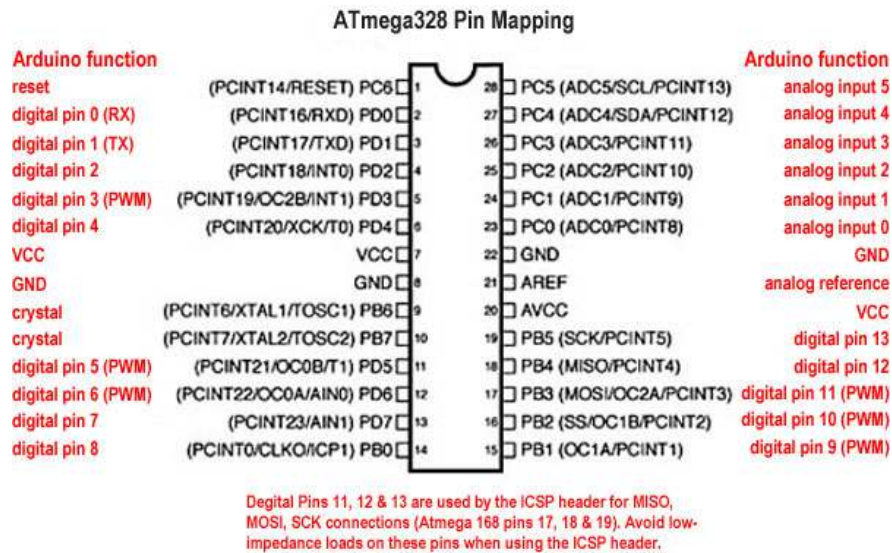 ATmega328 Pin Mapping
Arduino function Arduino function
reset (PCINT14/RESET) PC6 1 28 PC5 (ADC5/SCL/PCINT13) analog input 5
digital pin 0 (RX) (PCINT16/RXD) PD0 2 27 PC4 (ADC4/SDA/PCINT12) analog input 4
digital pin 1 (TX) (PCINT17/TXD) PD1 3 26 PC3 (ADC3/PCINT11) analog input 3
digital pin 2 (PCINT18/INT0) PD2 4 25 PC2 (ADC2/PCINT10) analog input 2
digital pin 3 (PWM) (PCINT19/OC2B/INT1) PD3 5 24 PC1 (ADC1/PCINT9) analog input 1
digital pin 4 (PCINT20/XCK/T0) PD4 6 23 PC0 (ADC0/PCINT8) analog input 0
VCC VCC 7 22 GND GND
GND GND 8 21 AREF analog reference
crystal (PCINT6/XTAL1/TOSC1) PB6 9 20 AVCC VCC
crystal (PCINT7/XTAL2/TOSC2) PB7 10 19 PB5 (SCK/PCINT5) digital pin 13
digital pin 5 (PWM) (PCINT21/OC0B/T1) PD5 11 18 PB4 (MISO/PCINT4) digital pin 12
digital pin 6 (PWM) (PCINT22/OC0A/AIN0) PD6 12 17 PB3 (MOSI/OC2A/PCINT3) digital pin 11 (PWM)
digital pin 7 (PCINT23/AIN1) PD7 13 16 PB2 (SS/OC1B/PCINT2) digital pin 10 (PWM)
digital pin 8 (PCINT0/CLKO/ICP1) PB0 14 15 PB1 (OC1A/PCINT1) digital pin 9 (PWM)
Degital Pins 11, 12 & 13 are used by the ICSP header for MISO,
MOSI, SCK connections (Atmega 168 pins 17, 18 & 19). Avoid low-
impedance loads on these pins when using the ICSP header.